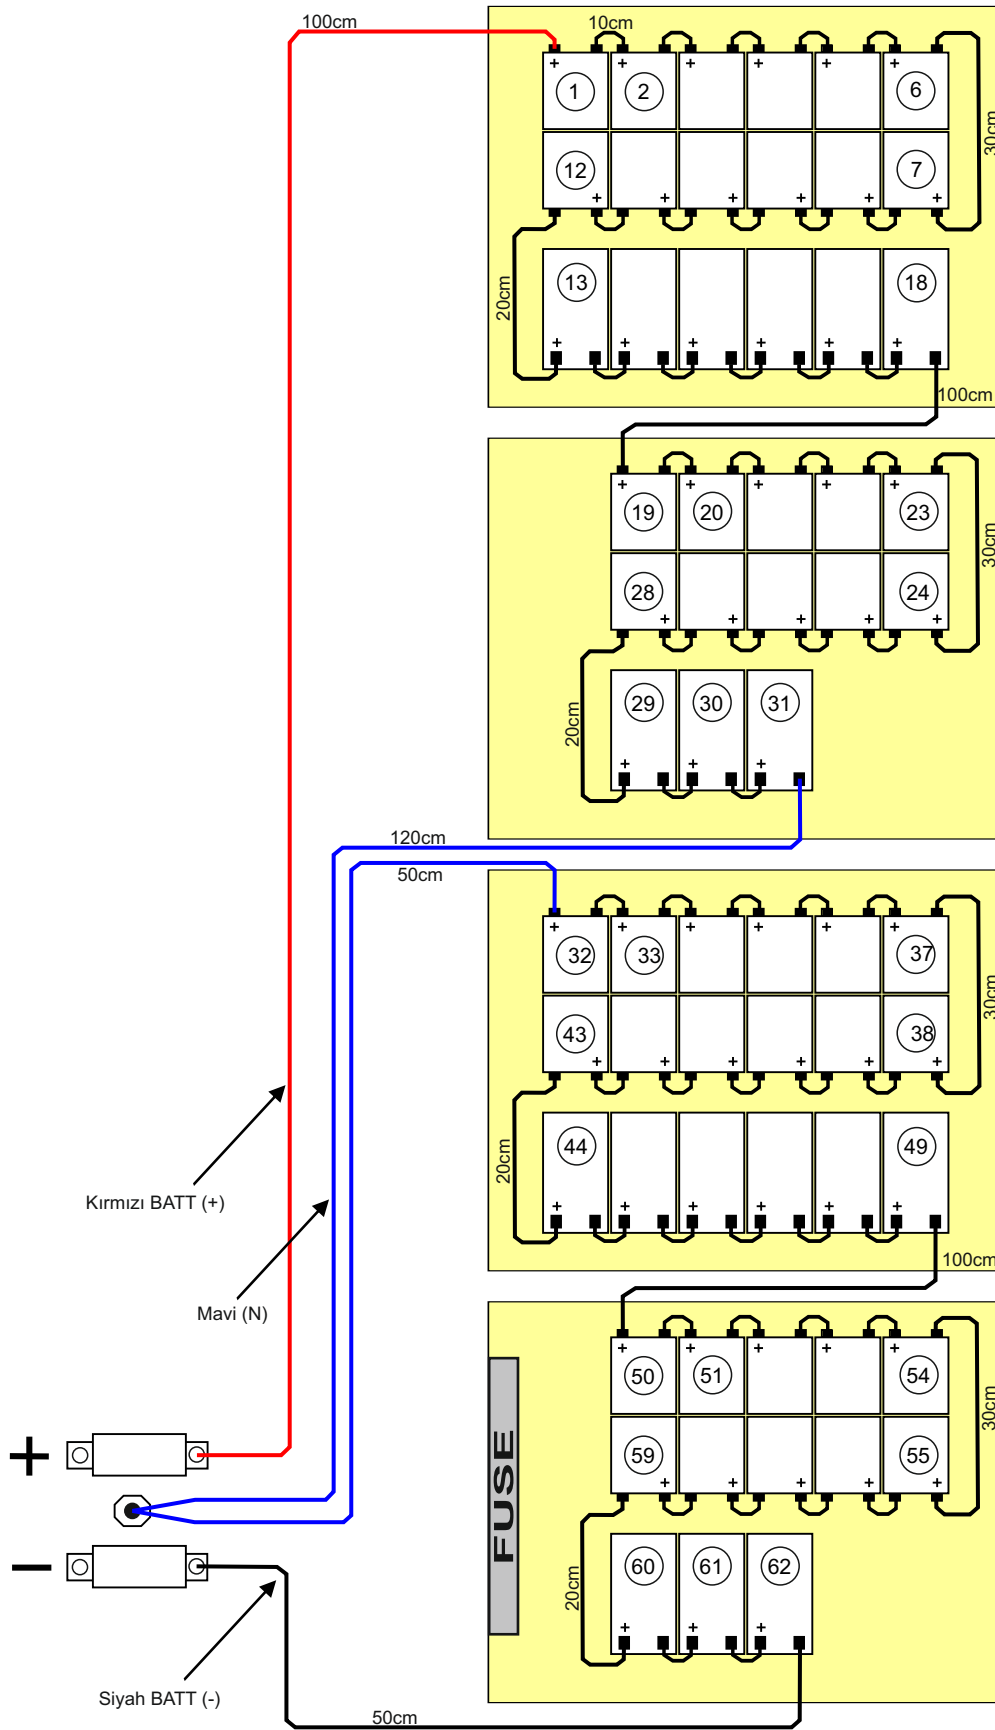 100cm
10cm
+ + + + + +
1 2 6
30cm
12 7
+ + + + + +
20cm
13 18
+ + + + + +
100cm
+ + + + +
19 20 23
30cm
28 24
+ + + + +
20cm
29 30 31
+ + +
120cm
50cm
+ + + + + +
32 33 37
30cm
43 38
+ + + + + +
20cm
44 49
+ + + + + +
Kırmızı BATT (+)
100cm
Mavi (N)
+ + + + +
50 51 54
30cm
59 55
+ + + + +
FUSE
20cm
60 61 62
+ + +
+
−
Siyah BATT (-)
50cm